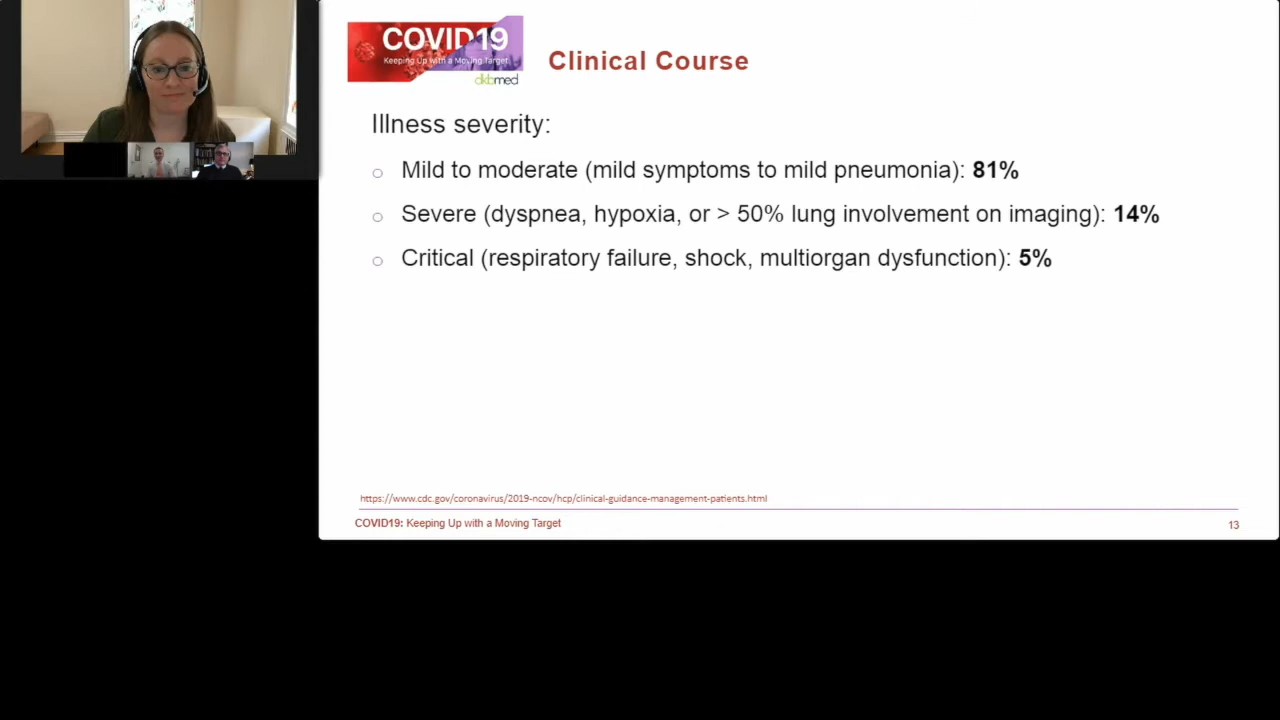 COVID19
Keeping Up with a Moving Target
dkbmed
Clinical Course
Illness severity:
Mild to moderate (mild symptoms to mild pneumonia): 81%
Severe (dyspnea, hypoxia, or > 50% lung involvement on imaging): 14%
Critical (respiratory failure, shock, multiorgan dysfunction): 5%
https://www.cdc.gov/coronavirus/2019-ncov/hcp/clinical-guidance-management-patients.html
COVID19: Keeping Up with a Moving Target
13